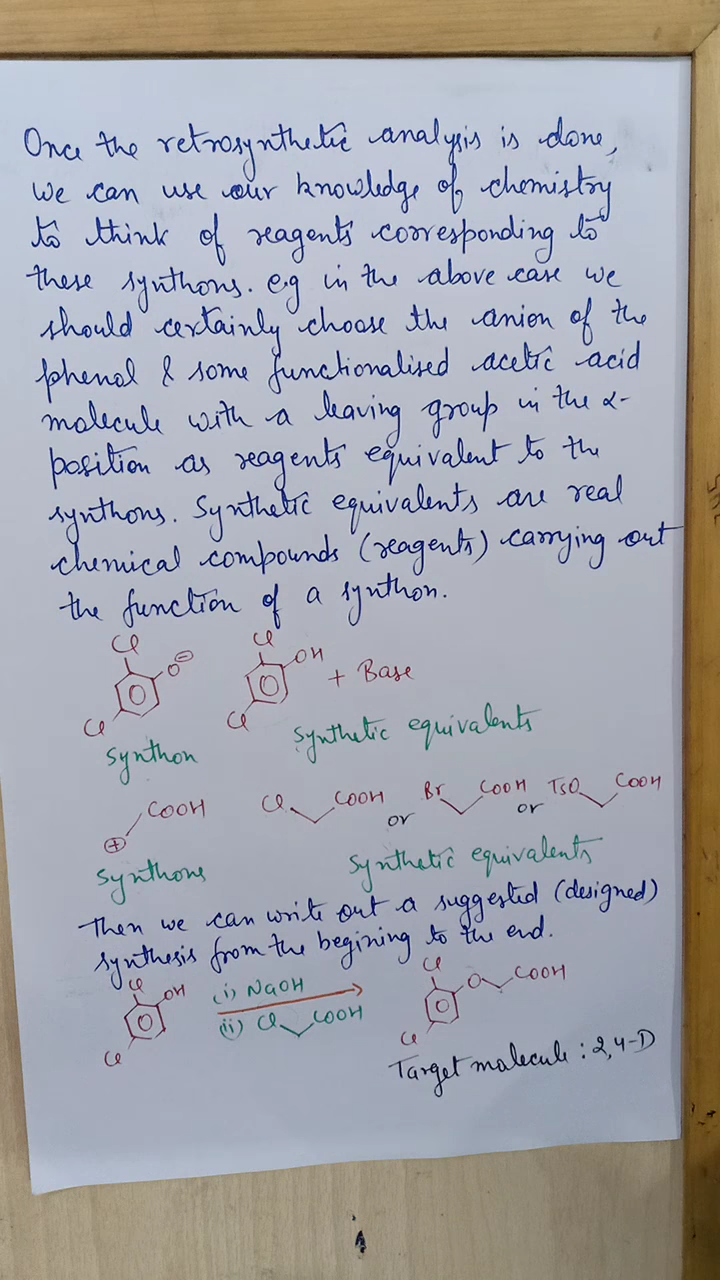 Once the retrosynthetic analysis is done,
we can use our knowledge of chemistry
to think of reagents corresponding to
these synthons. e.g in the above case we
should certainly choose the anion of the
phenol & some functionalised acetic acid
molecule with a leaving group in the α-
position as reagents equivalent to the
synthons. Synthetic equivalents are real
chemical compounds (reagents) carrying out
the function of a synthon.
Cl Cl
O⊖ OH + Base
Cl Cl
Synthon Synthetic equivalents
COOH Cl COOH or Br COOH or TsO COOH
⊕
Synthons Synthetic equivalents
Then we can write out a suggested (designed)
synthesis from the begining to the end.
Cl Cl
OH (i) NaOH O COOH
(ii) Cl COOH
Cl Cl
Target molecule : 2,4-D